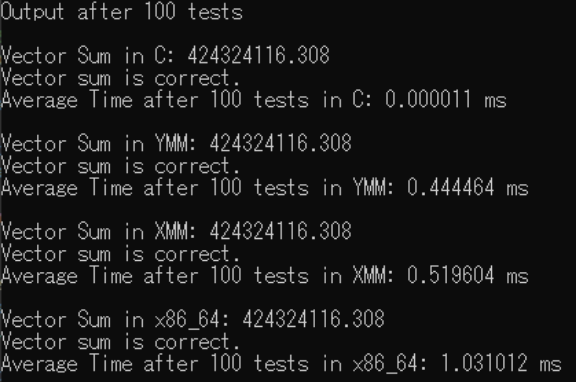 Output after 100 tests
Vector Sum in C: 424324116.308
Vector sum is correct.
Average Time after 100 tests in C: 0.000011 ms
Vector Sum in YMM: 424324116.308
Vector sum is correct.
Average Time after 100 tests in YMM: 0.444464 ms
Vector Sum in XMM: 424324116.308
Vector sum is correct.
Average Time after 100 tests in XMM: 0.519604 ms
Vector Sum in x86_64: 424324116.308
Vector sum is correct.
Average Time after 100 tests in x86_64: 1.031012 ms